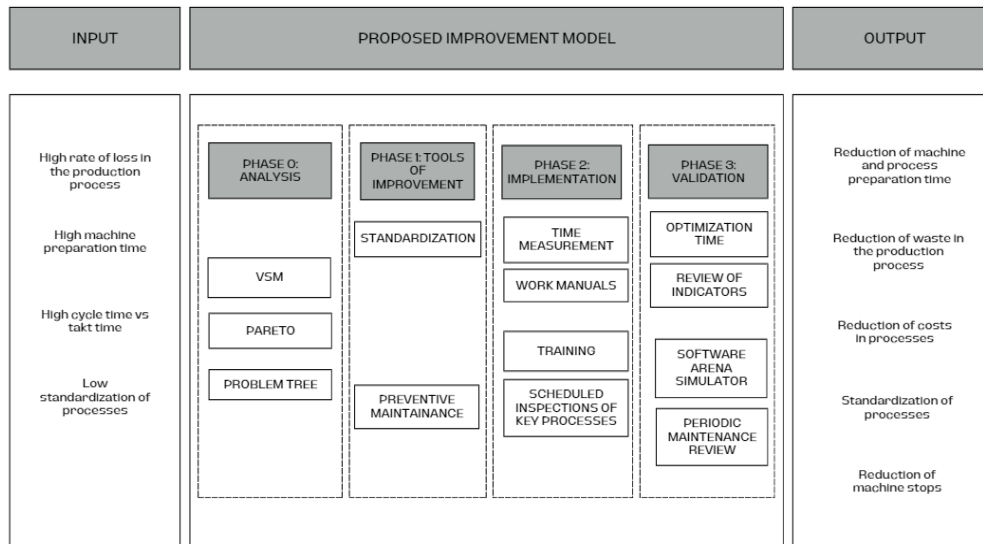 INPUT
PROPOSED IMPROVEMENT MODEL
OUTPUT
High rate of loss in
the production
process
High machine
preparation time
High cycle time vs
takt time
Low
standardization of
processes
PHASE 0:
ANALYSIS
VSM
PARETO
PROBLEM TREE
PHASE 1: TOOLS
OF
IMPROVEMENT
STANDARDIZATION
PREVENTIVE
MAINTAINANCE
PHASE 2:
IMPLEMENTATION
TIME
MEASUREMENT
WORK MANUALS
TRAINING
SCHEDULED
INSPECTIONS OF
KEY PROCESSES
PHASE 3:
VALIDATION
OPTIMIZATION
TIME
REVIEW OF
INDICATORS
SOFTWARE
ARENA
SIMULATOR
PERIODIC
MAINTENANCE
REVIEW
Reduction of machine
and process
preparation time
Reduction of waste in
the production
process
Reduction of costs
in processes
Standardization of
processes
Reduction of
machine stops